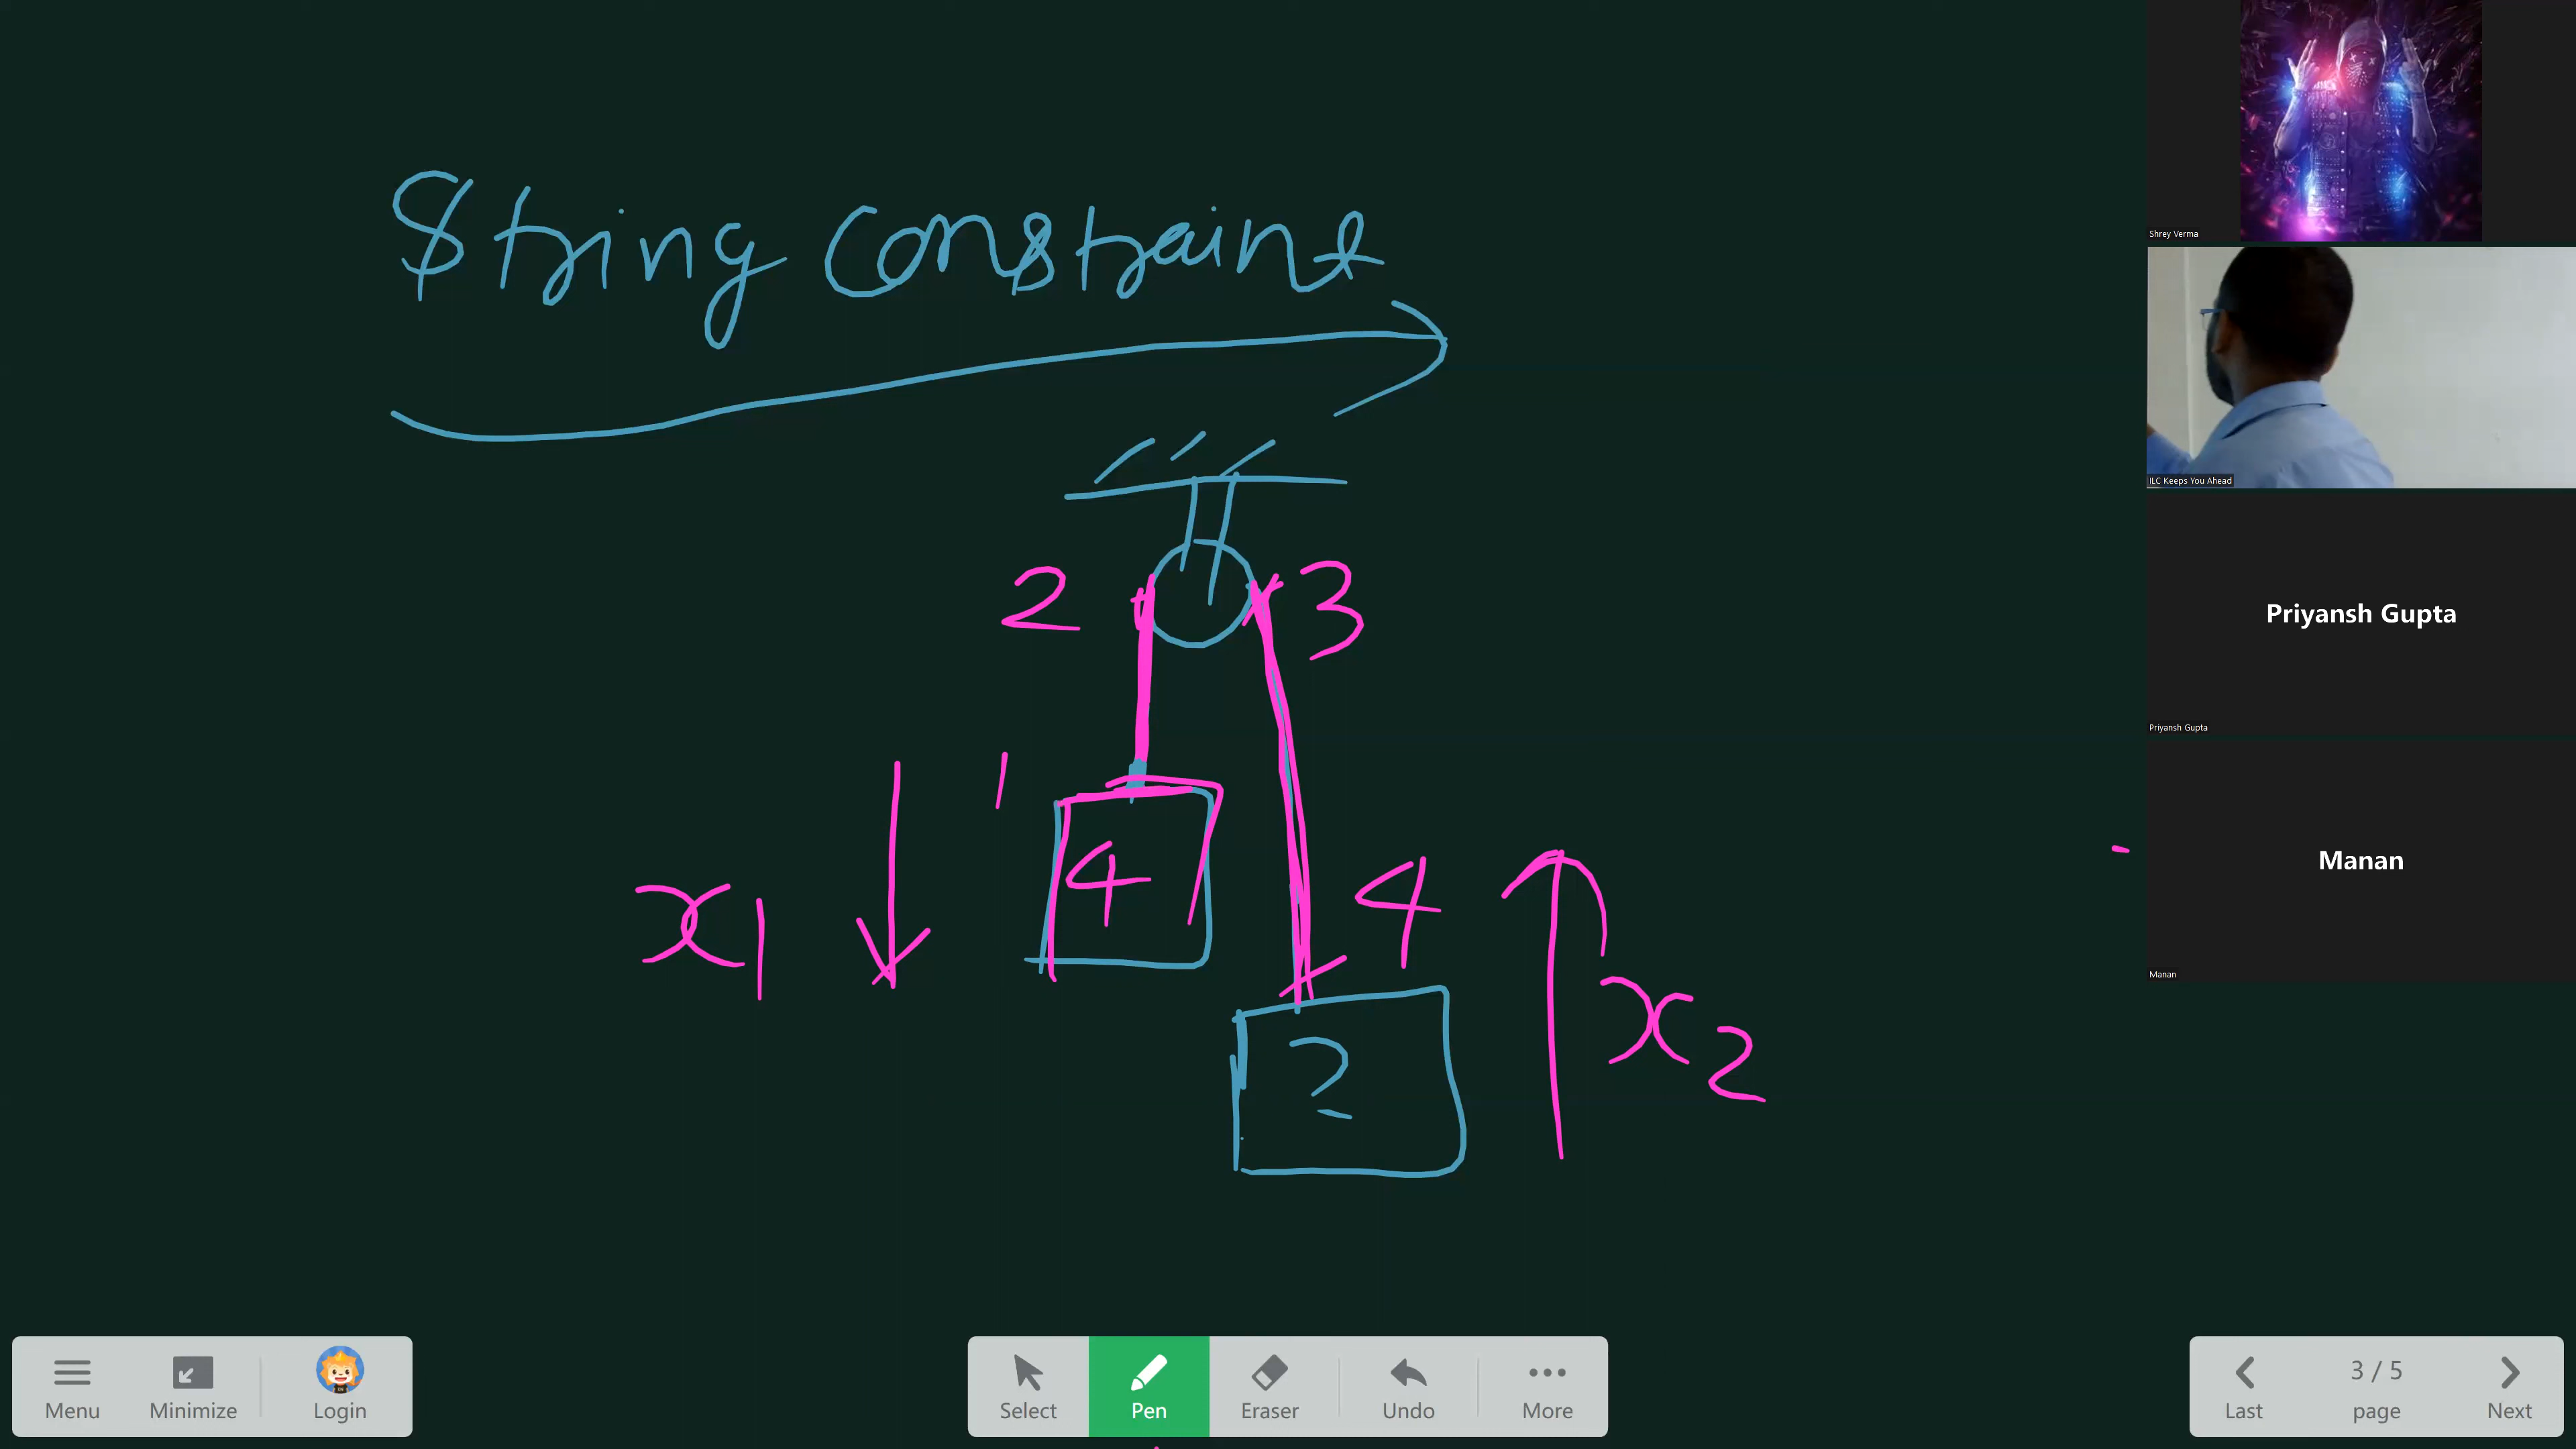 String constraint
2 3
1
4
x1
4
x2
2
Shrey Verma
ILC Keeps You Ahead
Priyansh Gupta
Priyansh Gupta
Manan
Manan
Menu Minimize Login
Select Pen Eraser Undo More
3 / 5
Last page Next